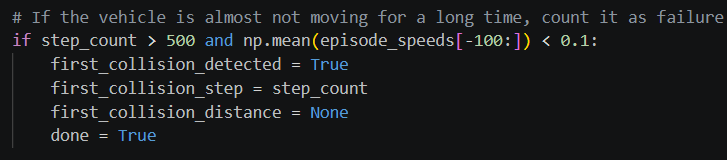 # If the vehicle is almost not moving for a long time, count it as failure
if step_count > 500 and np.mean(episode_speeds[-100:]) < 0.1:
    first_collision_detected = True
    first_collision_step = step_count
    first_collision_distance = None
    done = True